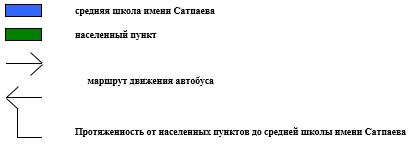 средняя школа имени Сатпаева
населенный пункт
маршрут движения автобуса
Протяженность от населенных пунктов до средней школы имени Сатпаева